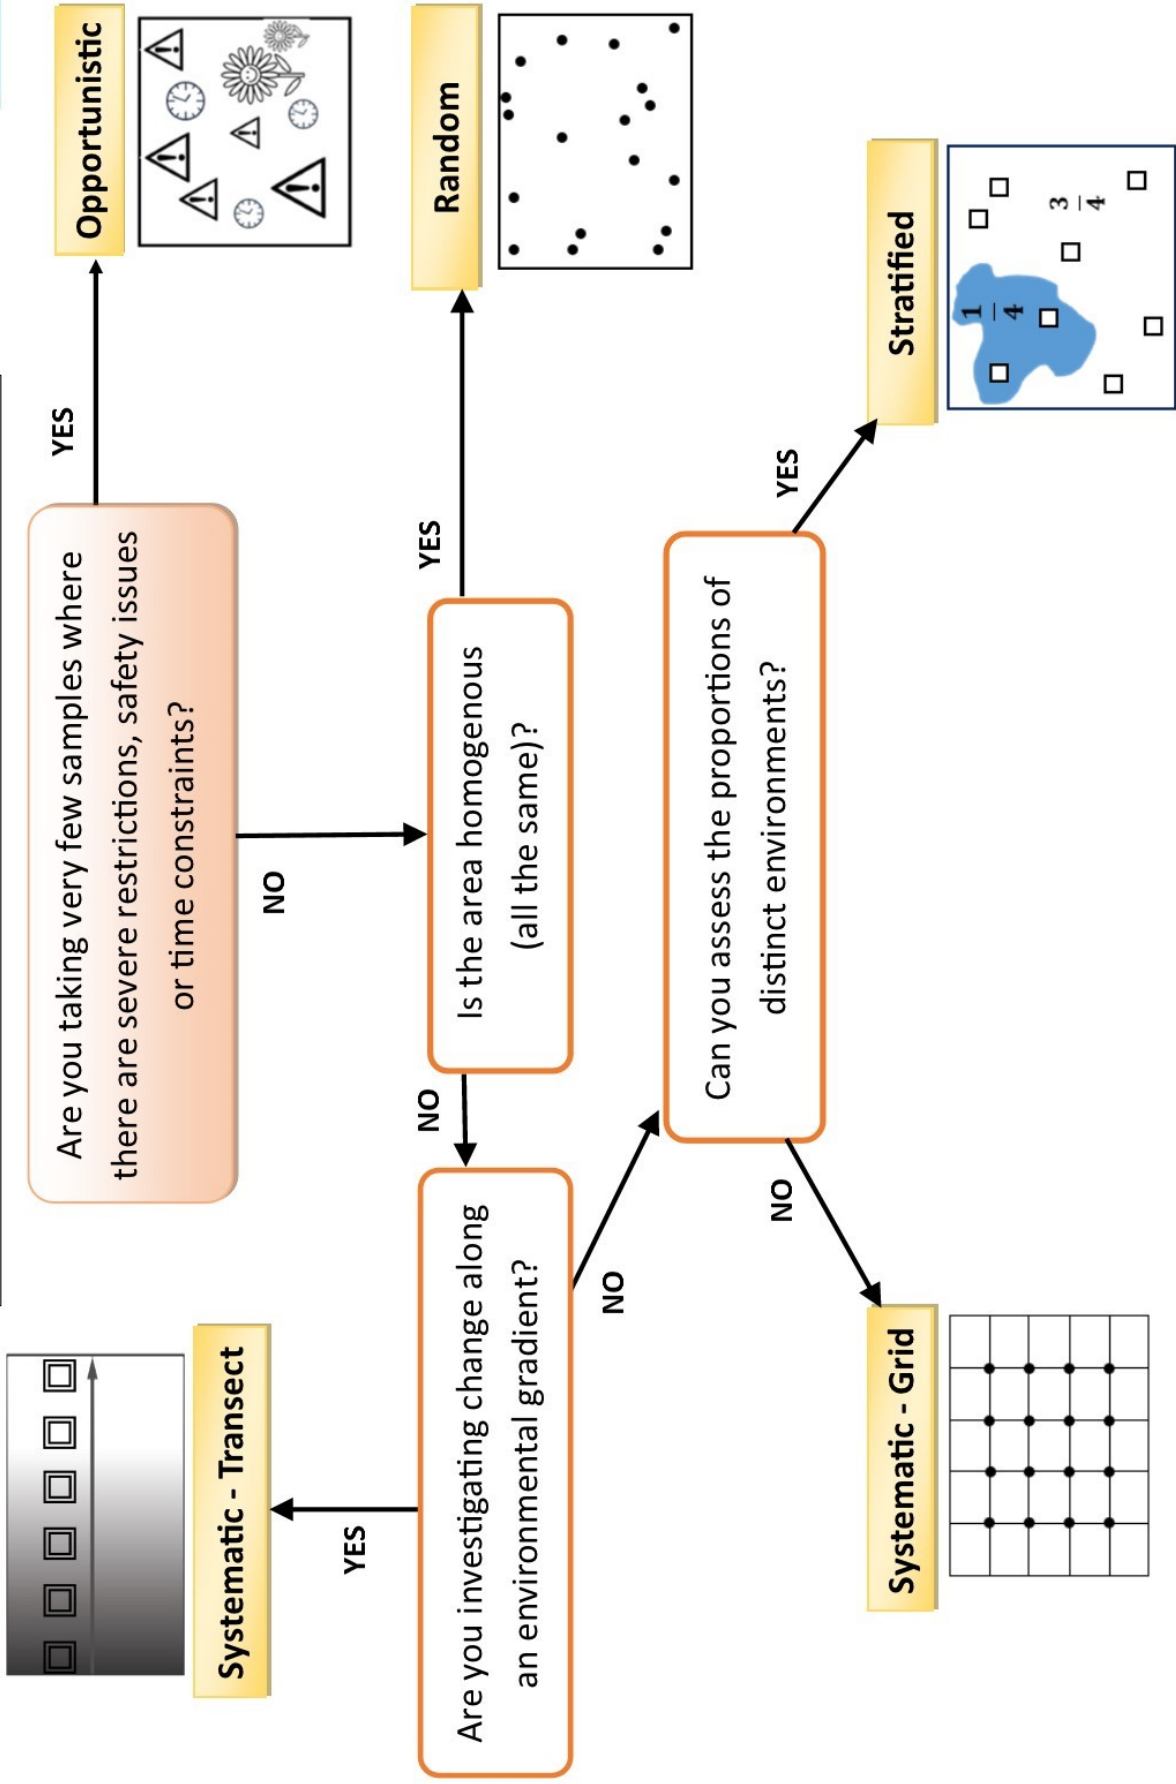 Are you taking very few samples where
there are severe restrictions, safety issues
or time constraints?
YES
Opportunistic
NO
Is the area homogenous
(all the same)?
YES
Random
NO
Are you investigating change along
an environmental gradient?
YES
Systematic - Transect
NO
Can you assess the proportions of
distinct environments?
YES
Stratified
1
4
3
4
NO
Systematic - Grid